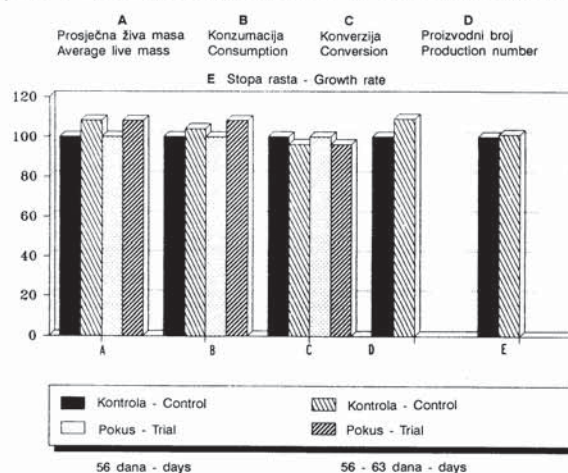 A B C D
Prosječna živa masa Konzumacija Konverzija Proizvodni broj
Average live mass Consumption Conversion Production number
E Stopa rasta - Growth rate
120
100
80
60
40
20
0
A B C D E
Kontrola - Control Kontrola - Control
Pokus - Trial Pokus - Trial
56 dana - days 56 - 63 dana - days